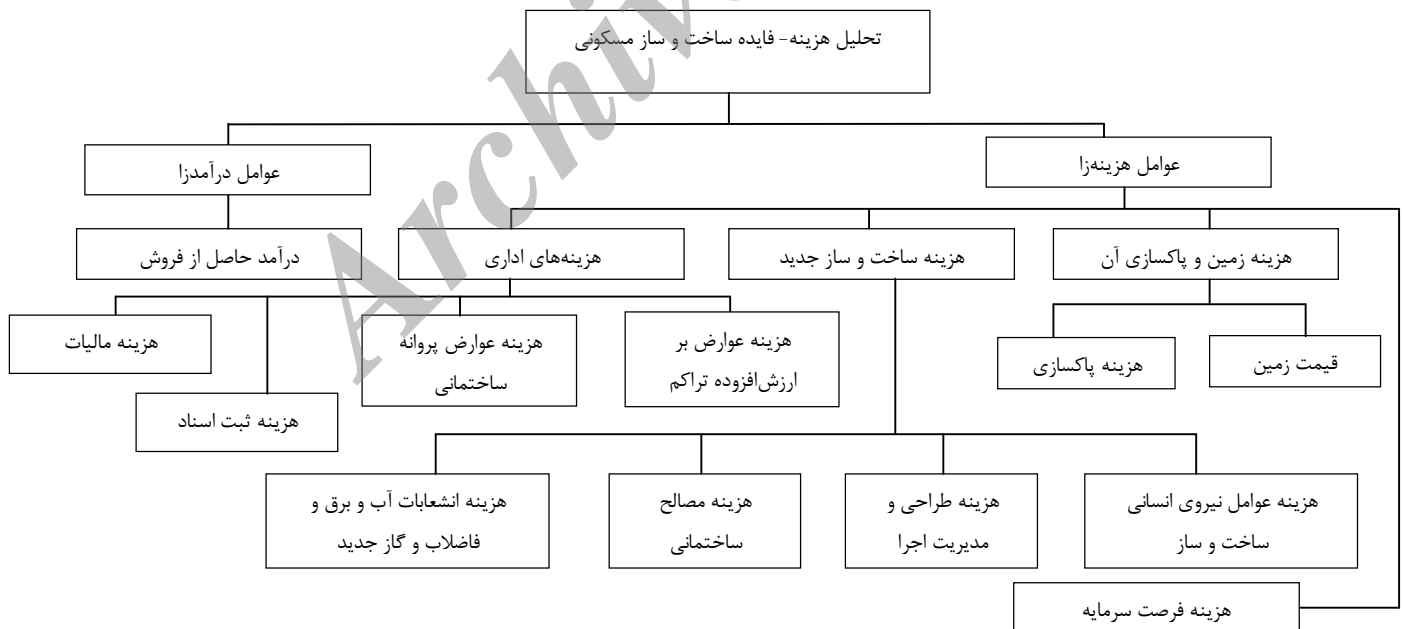 تحلیل هزینه- فایده ساخت و ساز مسکونی
عوامل هزینه‌زا
عوامل درآمدزا
هزینه زمین و پاکسازی آن
هزینه ساخت و ساز جدید
هزینه‌های اداری
درآمد حاصل از فروش
قیمت زمین
هزینه پاکسازی
هزینه عوارض بر
ارزش‌افزوده تراکم
هزینه عوارض پروانه
ساختمانی
هزینه ثبت اسناد
هزینه مالیات
هزینه عوامل نیروی انسانی
ساخت و ساز
هزینه طراحی و
مدیریت اجرا
هزینه مصالح
ساختمانی
هزینه انشعابات آب و برق و
فاضلاب و گاز جدید
هزینه فرصت سرمایه
Archive